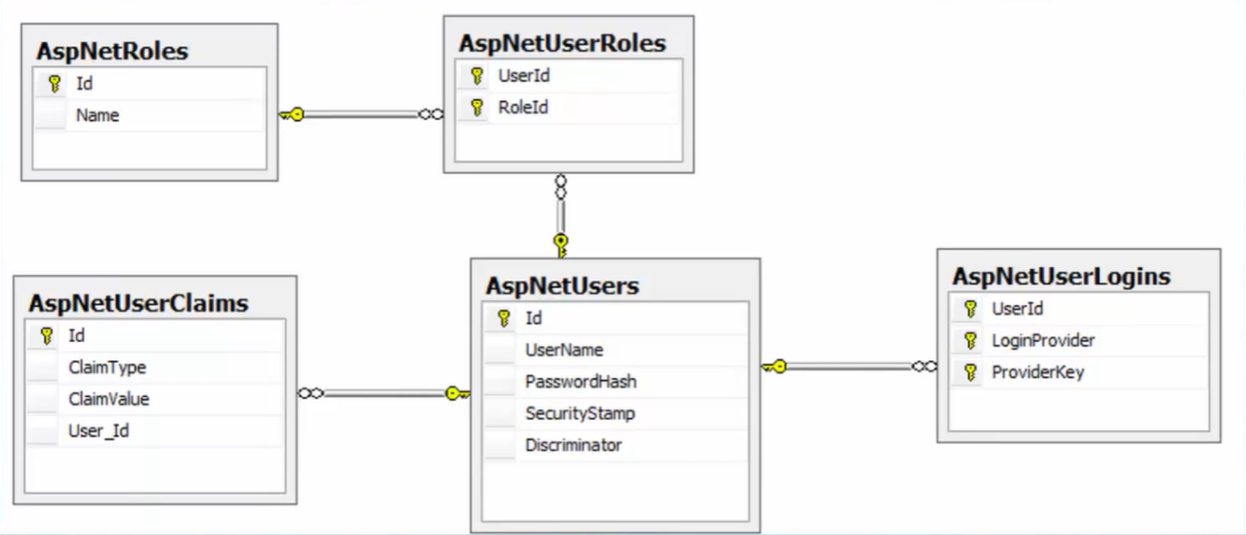 AspNetRoles
Id
Name
AspNetUserRoles
UserId
RoleId
AspNetUserClaims
Id
ClaimType
ClaimValue
User_Id
AspNetUsers
Id
UserName
PasswordHash
SecurityStamp
Discriminator
AspNetUserLogins
UserId
LoginProvider
ProviderKey